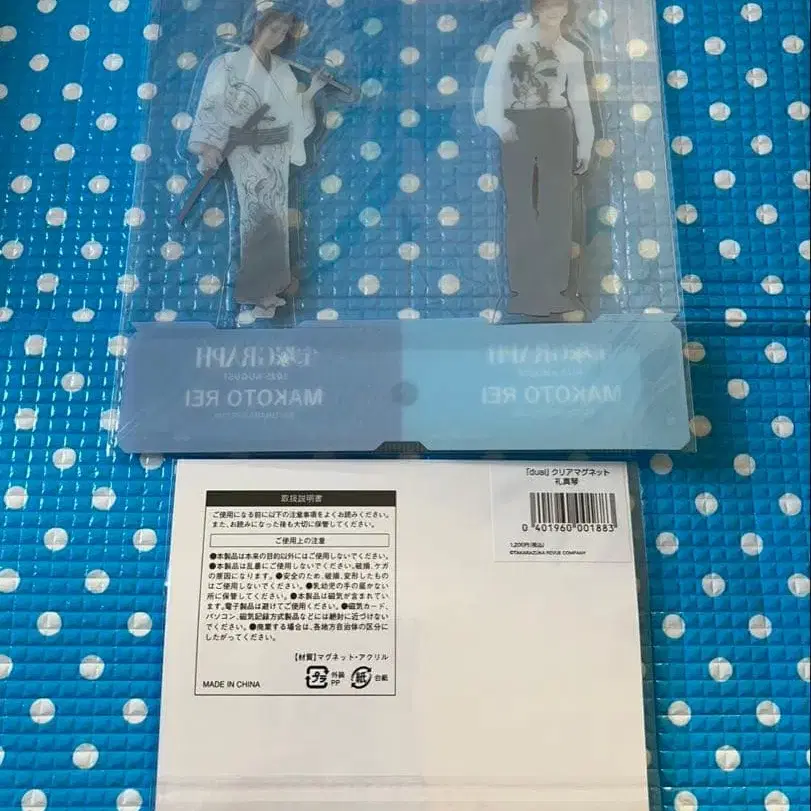 宝塚GRAPH
2025 AUGUST
MAKOTO REI
宝塚GRAPH
2025 AUGUST
MAKOTO REI
「dual」クリアマグネット
礼真琴
0 401960 001883
1,200円(税込)
©TAKARAZUKA REVUE COMPANY
取扱説明書
ご使用になる前に以下の注意事項をよくお読みください。
また、お読みになった後も大切に保管してください。
ご使用上の注意
●本製品は本来の目的以外にはご使用しないでください。
●本製品は乱暴にご使用しないでください。破損、ケガ
の原因になります。●安全のため、破損、変形したもの
はご使用しないでください。●乳幼児の手の届かない
所に保管してください。●本製品は磁気が含まれていま
す。電子製品は避けてご使用ください。●磁気カード、
パソコン、磁気記録方式製品などには絶対に近づけない
でください。●廃棄する場合は、各地方自治体の区分に
したがってください。
【材質】マグネット・アクリル
MADE IN CHINA
プラ
外装
PP
紙
台紙